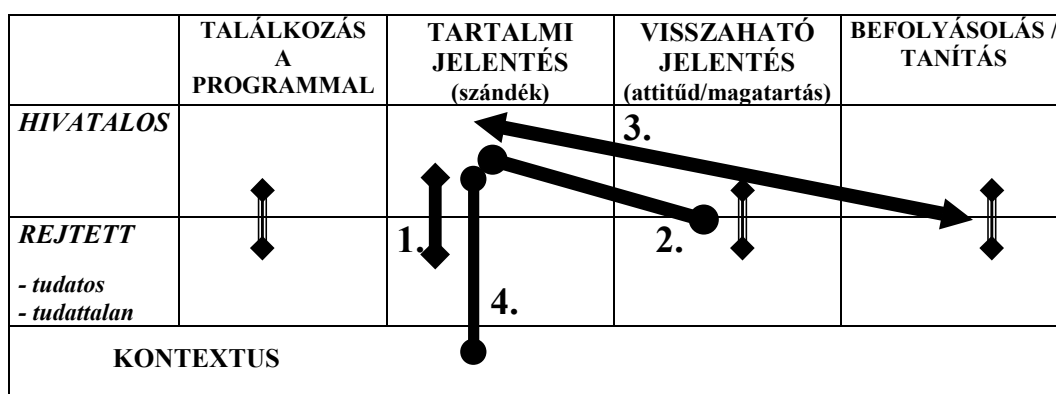 TALÁLKOZÁS
A
PROGRAMMAL
TARTALMI
JELENTÉS
(szándék)
VISSZAHATÓ
JELENTÉS
(attitűd/magatartás)
BEFOLYÁSOLÁS /
TANÍTÁS
HIVATALOS
3.
REJTETT
- tudatos
- tudattalan
1.
2.
4.
KONTEXTUS